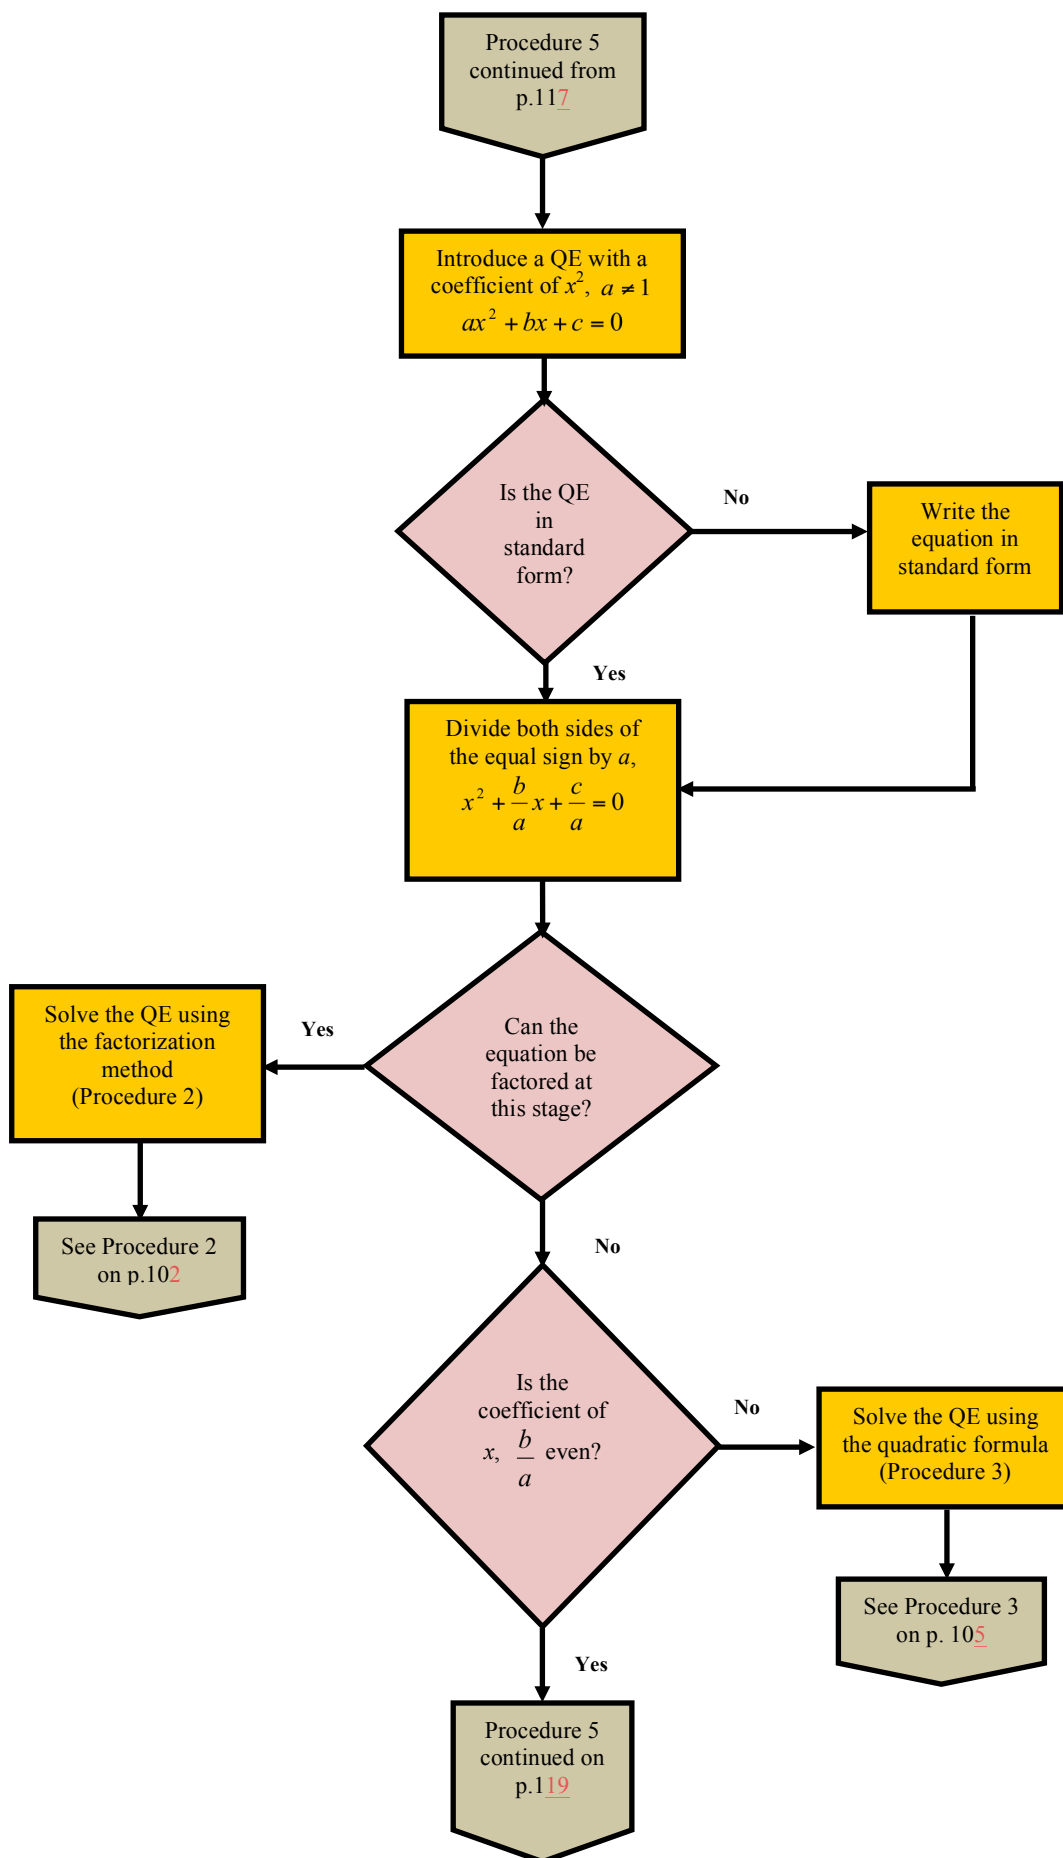 Procedure 5
continued from
p.117
Introduce a QE with a
coefficient of x², a ≠ 1
ax² + bx + c = 0
Is the QE
in
standard
form?
No
Write the
equation in
standard form
Yes
Divide both sides of
the equal sign by a,
x² + b/a x + c/a = 0
Can the
equation be
factored at
this stage?
Yes
Solve the QE using
the factorization
method
(Procedure 2)
See Procedure 2
on p.102
No
Is the
coefficient of
x, b/a even?
No
Solve the QE using
the quadratic formula
(Procedure 3)
See Procedure 3
on p. 105
Yes
Procedure 5
continued on
p.119